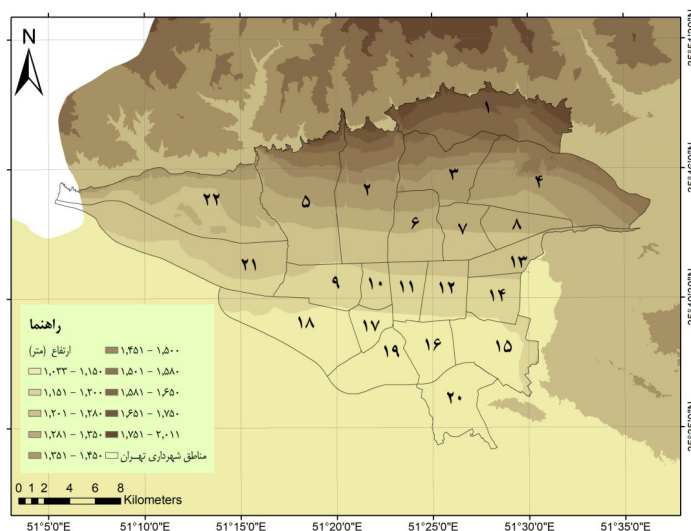 N
۱
۳
۴
۲
۵
۲۲
۶
۷
۸
۲۱
۱۳
۹
۱۰
۱۱
۱۲
۱۴
۱۸
۱۷
۱۹
۱۶
۱۵
۲۰
راهنما
ارتفاع (متر)
۱,۰۳۳ - ۱,۱۵۰
۱,۱۵۱ - ۱,۲۰۰
۱,۲۰۱ - ۱,۲۸۰
۱,۲۸۱ - ۱,۳۵۰
۱,۳۵۱ - ۱,۴۵۰
۱,۴۵۱ - ۱,۵۰۰
۱,۵۰۱ - ۱,۵۸۰
۱,۵۸۱ - ۱,۶۵۰
۱,۶۵۱ - ۱,۷۵۰
۱,۷۵۱ - ۲,۰۱۱
مناطق شهرداری تهران
0 1 2 4 6 8
Kilometers
51°5'0"E 51°10'0"E 51°15'0"E 51°20'0"E 51°25'0"E 51°30'0"E 51°35'0"E